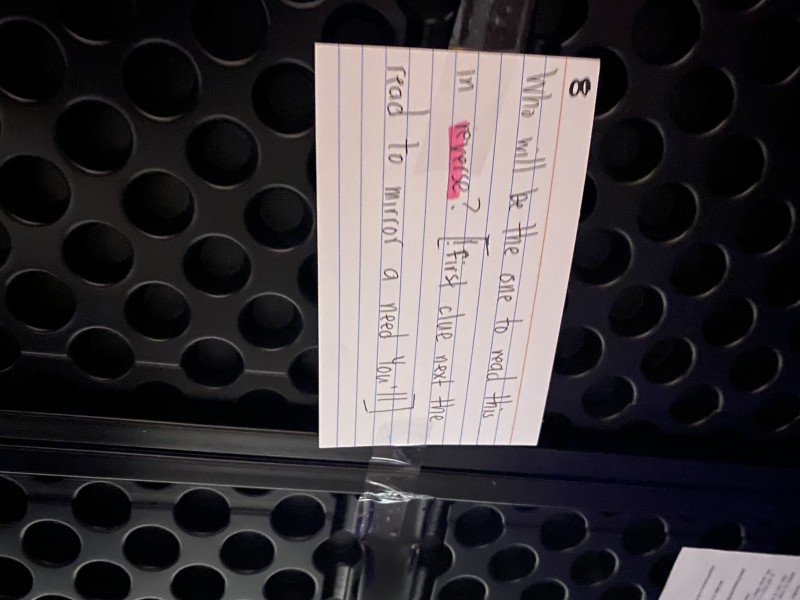 8
Who will be the one to read this
in reverse? [!first clue next the
read to mirror a need You'll]